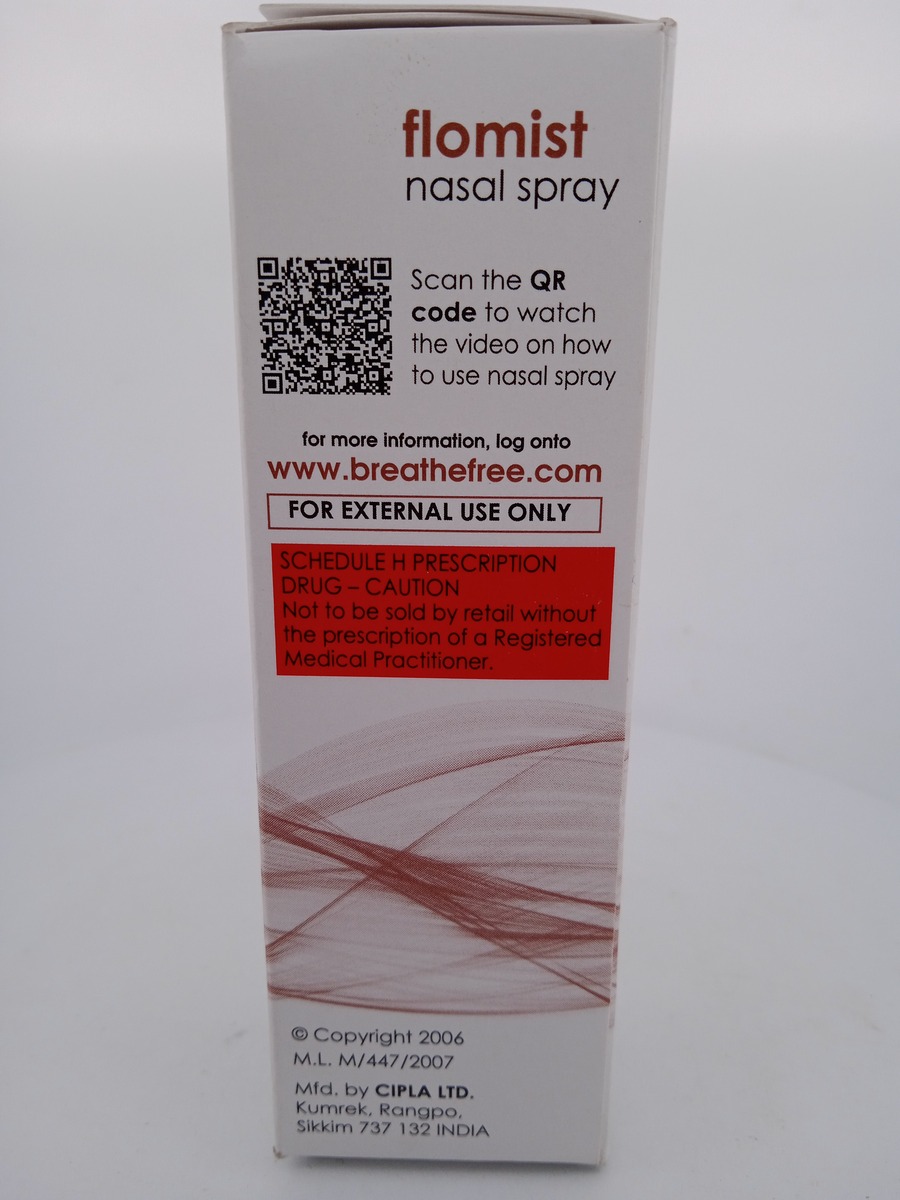 flomist
nasal spray
Scan the QR
code to watch
the video on how
to use nasal spray
for more information, log onto
www.breathefree.com
FOR EXTERNAL USE ONLY
SCHEDULE H PRESCRIPTION
DRUG – CAUTION
Not to be sold by retail without
the prescription of a Registered
Medical Practitioner.
© Copyright 2006
M.L. M/447/2007
Mfd. by CIPLA LTD.
Kumrek, Rangpo,
Sikkim 737 132 INDIA